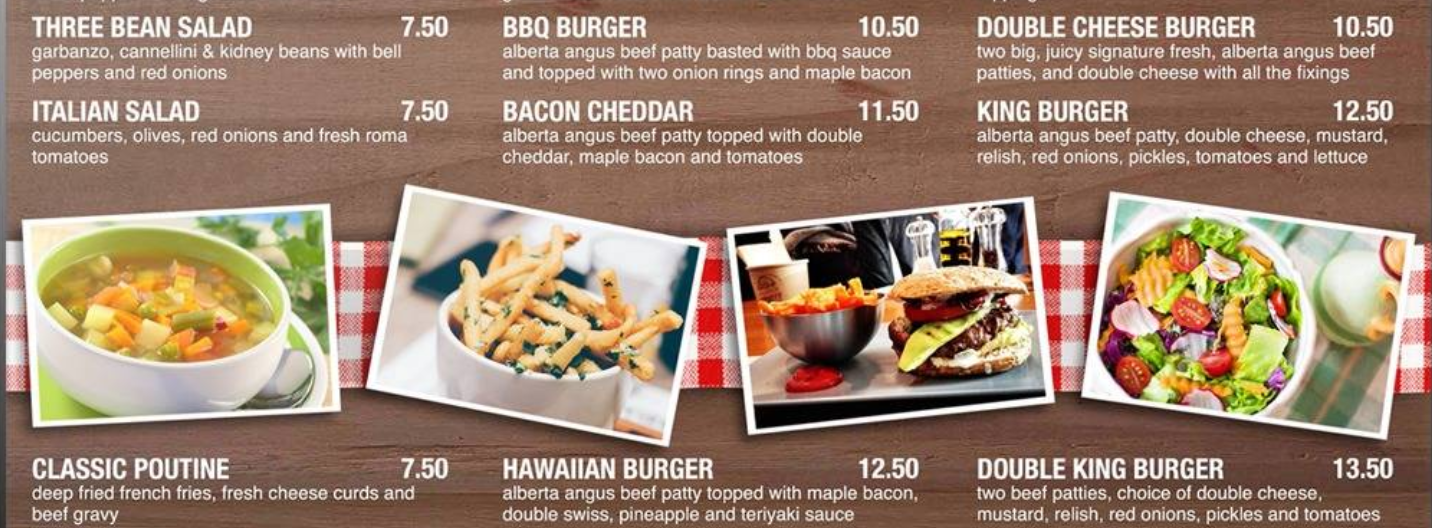 THREE BEAN SALAD 7.50
garbanzo, cannellini & kidney beans with bell
peppers and red onions
ITALIAN SALAD 7.50
cucumbers, olives, red onions and fresh roma
tomatoes
CLASSIC POUTINE 7.50
deep fried french fries, fresh cheese curds and
beef gravy
BBQ BURGER 10.50
alberta angus beef patty basted with bbq sauce
and topped with two onion rings and maple bacon
BACON CHEDDAR 11.50
alberta angus beef patty topped with double
cheddar, maple bacon and tomatoes
HAWAIIAN BURGER 12.50
alberta angus beef patty topped with maple bacon,
double swiss, pineapple and teriyaki sauce
DOUBLE CHEESE BURGER 10.50
two big, juicy signature fresh, alberta angus beef
patties, and double cheese with all the fixings
KING BURGER 12.50
alberta angus beef patty, double cheese, mustard,
relish, red onions, pickles, tomatoes and lettuce
DOUBLE KING BURGER 13.50
two beef patties, choice of double cheese,
mustard, relish, red onions, pickles and tomatoes